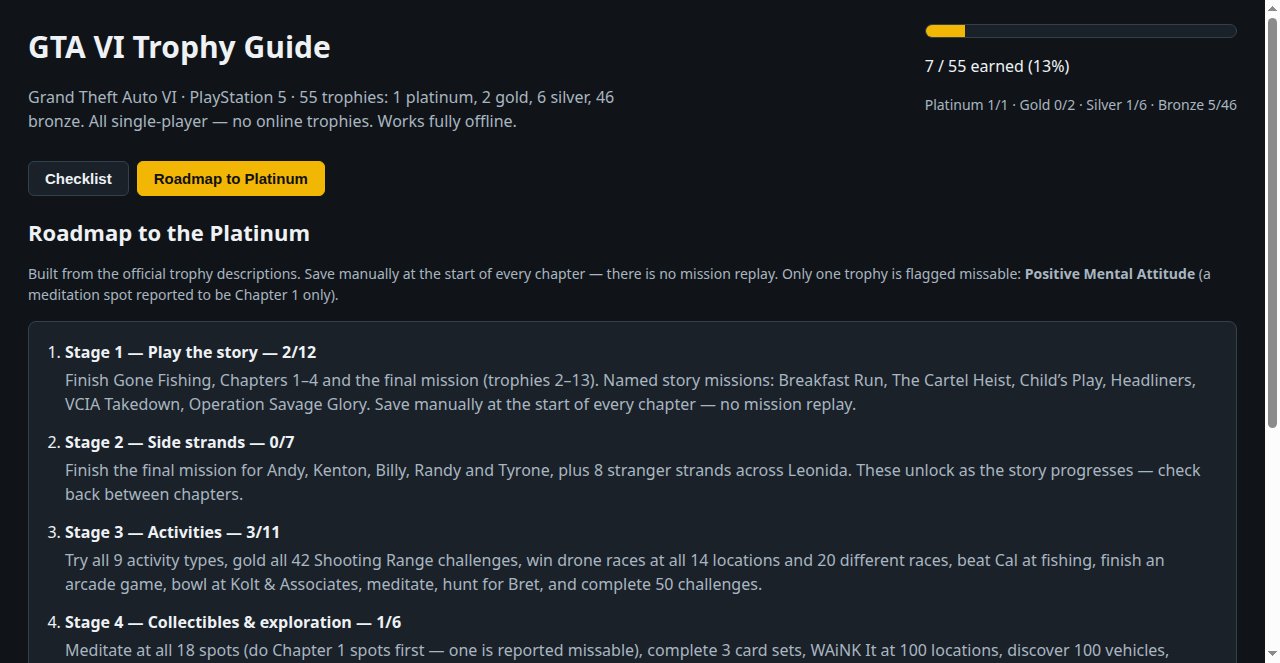 GTA VI Trophy Guide
Grand Theft Auto VI · PlayStation 5 · 55 trophies: 1 platinum, 2 gold, 6 silver, 46
bronze. All single-player — no online trophies. Works fully offline.
7 / 55 earned (13%)
Platinum 1/1 · Gold 0/2 · Silver 1/6 · Bronze 5/46
Checklist
Roadmap to Platinum
Roadmap to the Platinum
Built from the official trophy descriptions. Save manually at the start of every chapter — there is no mission replay. Only one trophy is flagged missable: Positive Mental Attitude (a
meditation spot reported to be Chapter 1 only).
1. Stage 1 — Play the story — 2/12
Finish Gone Fishing, Chapters 1–4 and the final mission (trophies 2–13). Named story missions: Breakfast Run, The Cartel Heist, Child’s Play, Headliners,
VCIA Takedown, Operation Savage Glory. Save manually at the start of every chapter — no mission replay.
2. Stage 2 — Side strands — 0/7
Finish the final mission for Andy, Kenton, Billy, Randy and Tyrone, plus 8 stranger strands across Leonida. These unlock as the story progresses — check
back between chapters.
3. Stage 3 — Activities — 3/11
Try all 9 activity types, gold all 42 Shooting Range challenges, win drone races at all 14 locations and 20 different races, beat Cal at fishing, finish an
arcade game, bowl at Kolt & Associates, meditate, hunt for Bret, and complete 50 challenges.
4. Stage 4 — Collectibles & exploration — 1/6
Meditate at all 18 spots (do Chapter 1 spots first — one is reported missable), complete 3 card sets, WAiNK It at 100 locations, discover 100 vehicles,